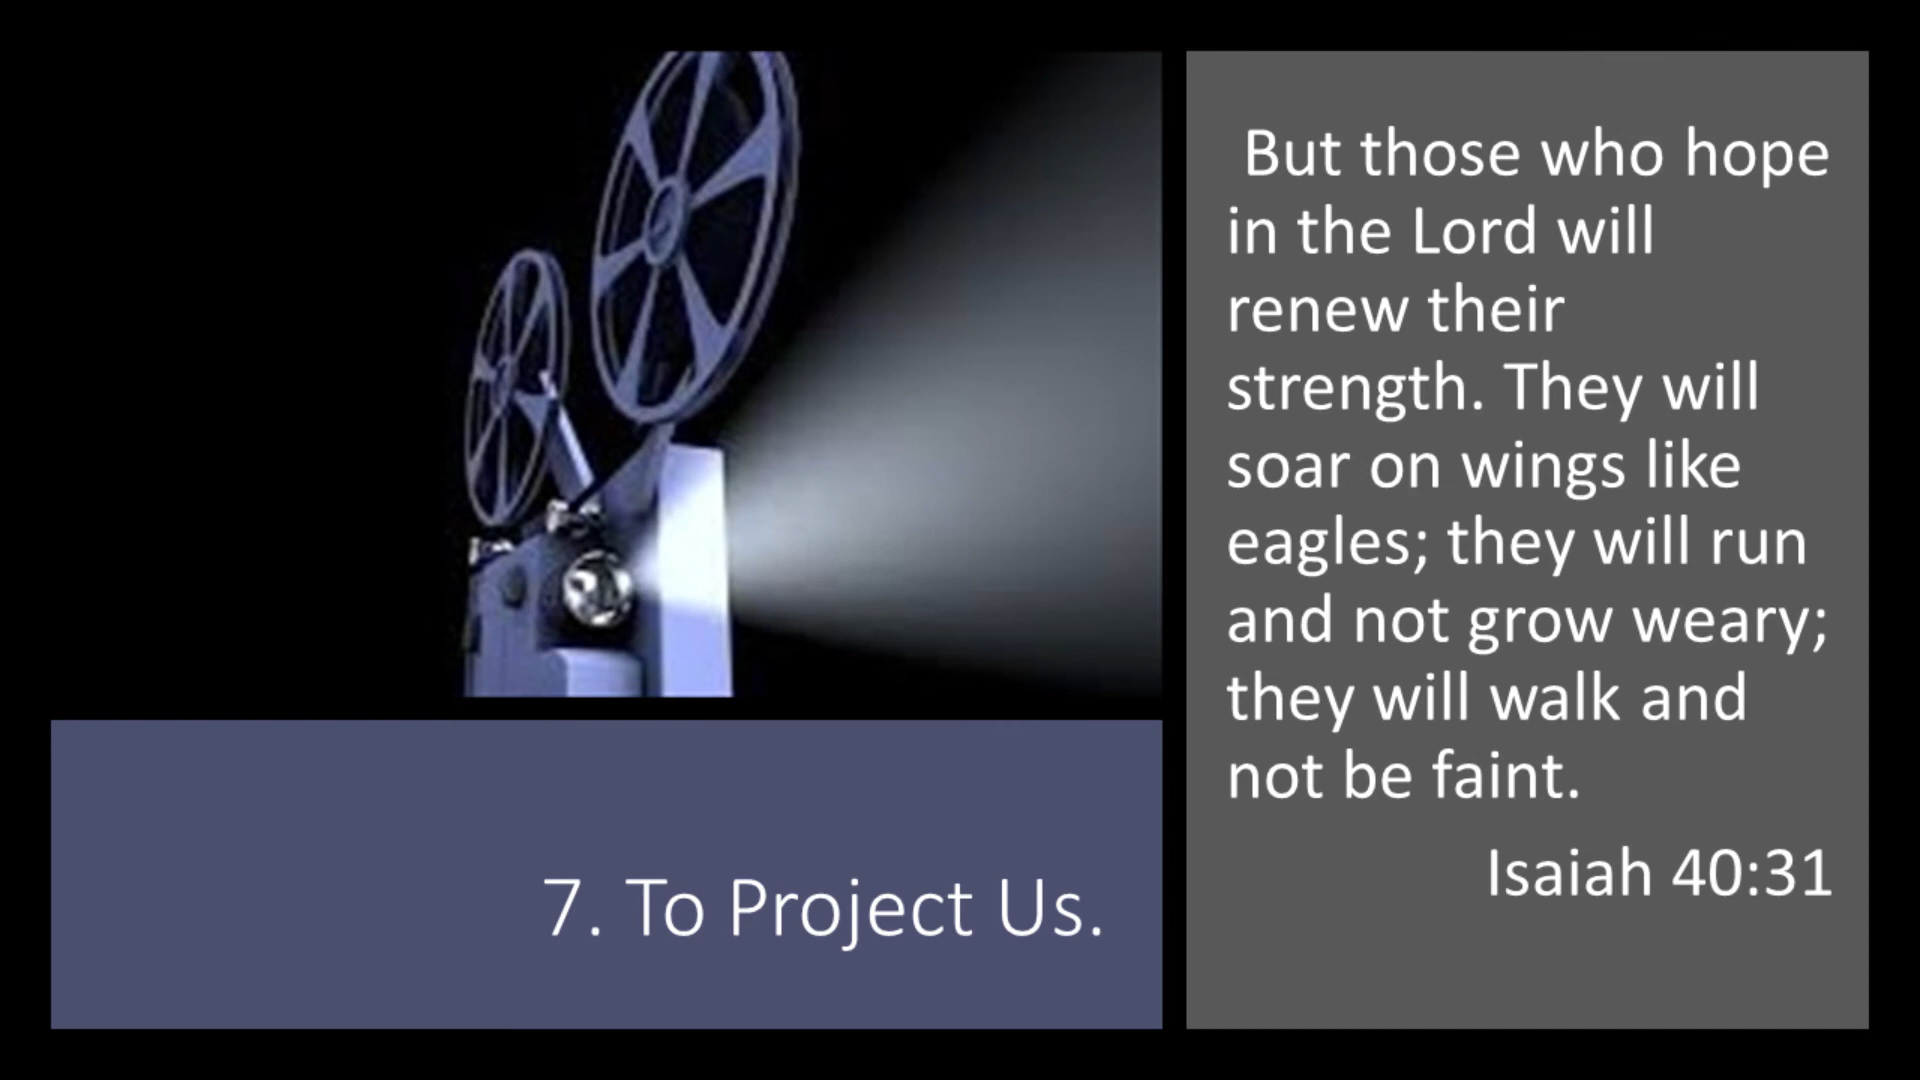 But those who hope
in the Lord will
renew their
strength. They will
soar on wings like
eagles; they will run
and not grow weary;
they will walk and
not be faint.
Isaiah 40:31
7. To Project Us.